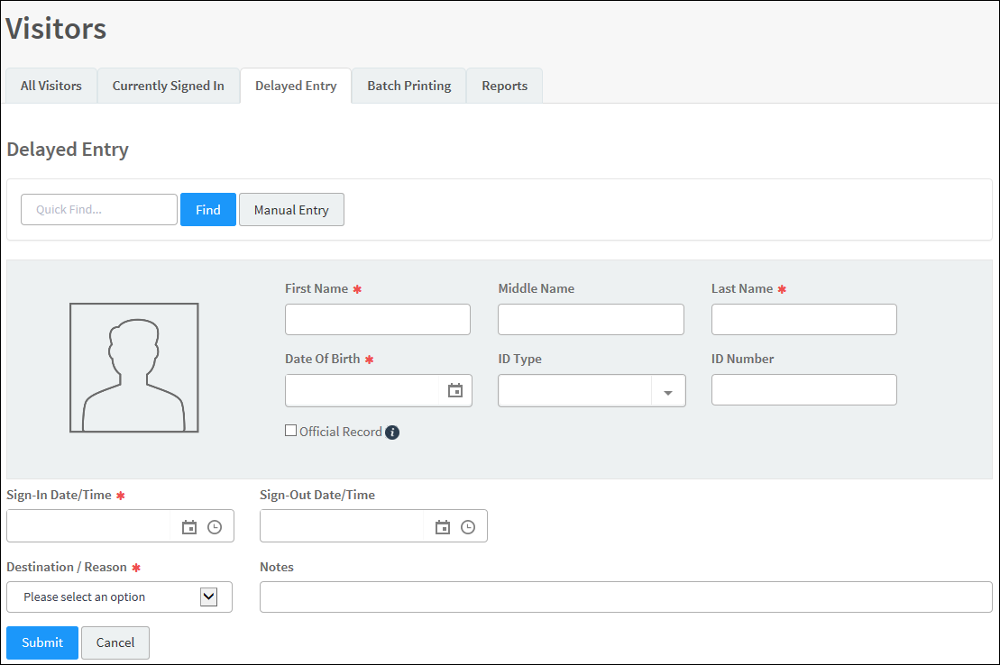 Visitors
All Visitors Currently Signed In Delayed Entry Batch Printing Reports
Delayed Entry
Quick Find... Find Manual Entry
First Name * Middle Name Last Name *
Date Of Birth * ID Type ID Number
Official Record i
Sign-In Date/Time * Sign-Out Date/Time
Destination / Reason * Notes
Please select an option
Submit Cancel